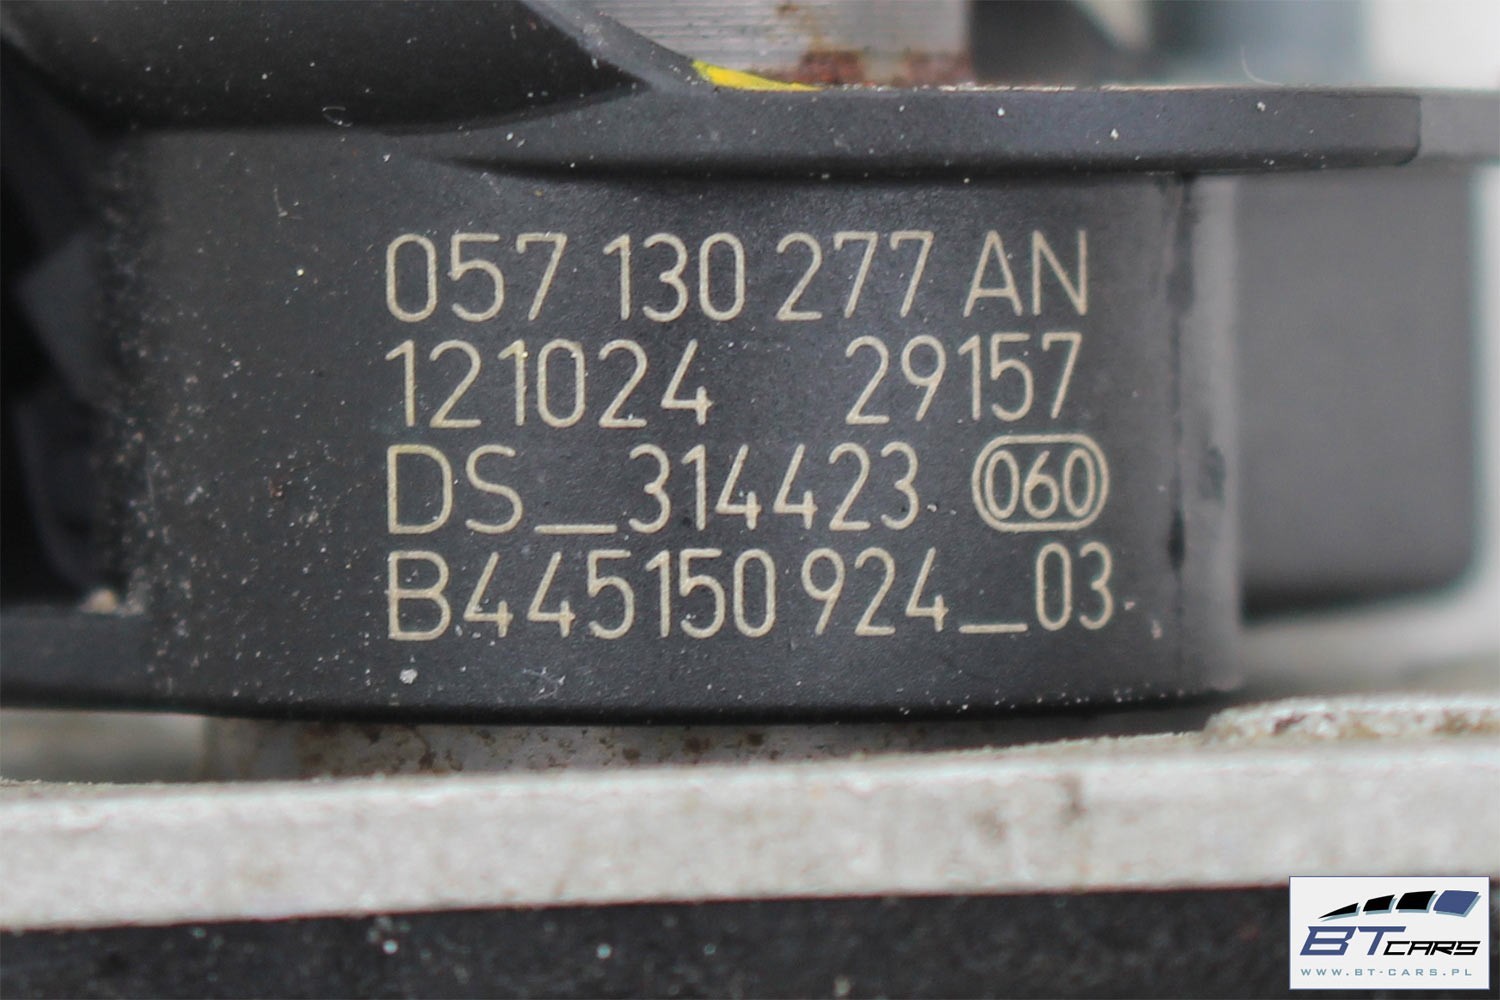 057 130 277 AN
121024 29157
DS_314423 060
B445150924_03
BT CARS
WWW.BT-CARS.PL